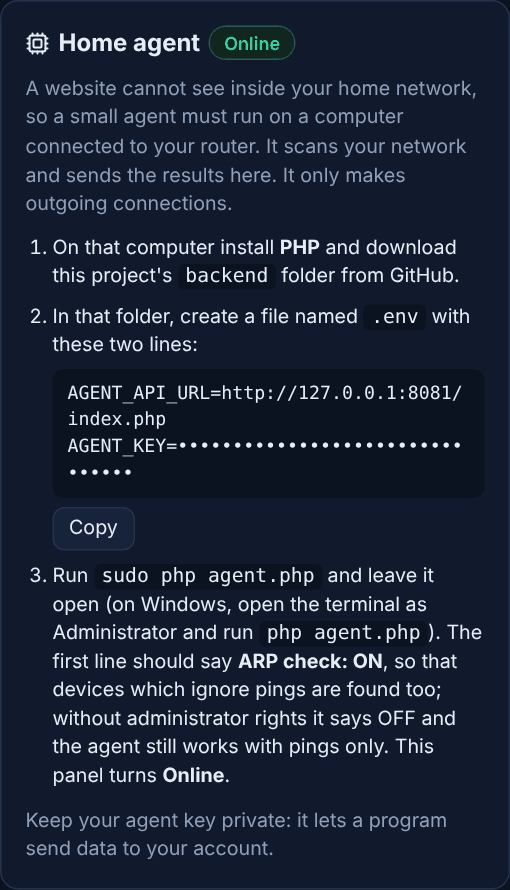 Home agent Online
A website cannot see inside your home network,
so a small agent must run on a computer
connected to your router. It scans your network
and sends the results here. It only makes
outgoing connections.
1. On that computer install PHP and download
this project's backend folder from GitHub.
2. In that folder, create a file named .env with
these two lines:
AGENT_API_URL=http://127.0.0.1:8081/
index.php
AGENT_KEY=••••••••••••••••••••••••••
••••••
Copy
3. Run sudo php agent.php and leave it
open (on Windows, open the terminal as
Administrator and run php agent.php). The
first line should say ARP check: ON, so that
devices which ignore pings are found too;
without administrator rights it says OFF and
the agent still works with pings only. This
panel turns Online.
Keep your agent key private: it lets a program
send data to your account.